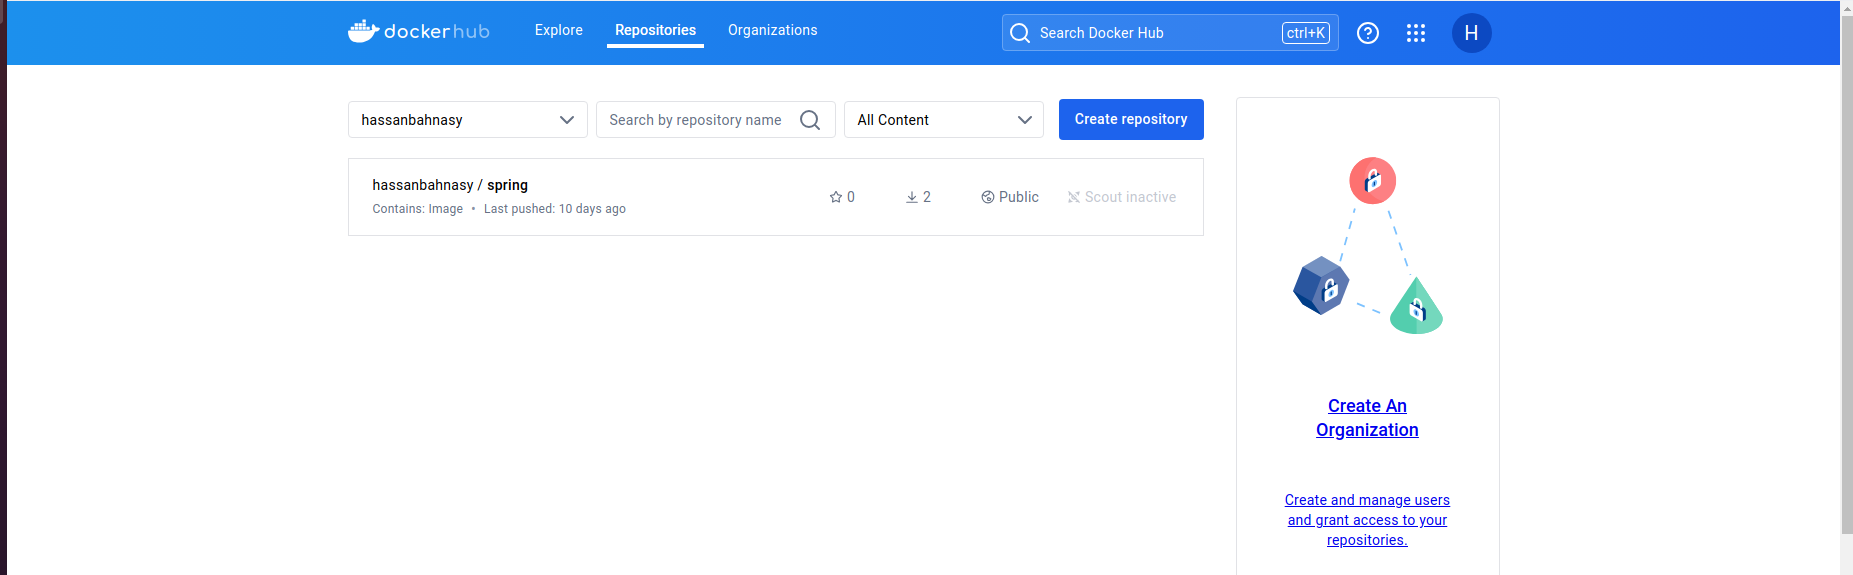 dockerhub
Explore
Repositories
Organizations
Search Docker Hub
ctrl+K
H
hassanbahnasy
Search by repository name
All Content
Create repository
hassanbahnasy / spring
Contains: Image • Last pushed: 10 days ago
0
2
Public
Scout inactive
Create An
Organization
Create and manage users
and grant access to your
repositories.